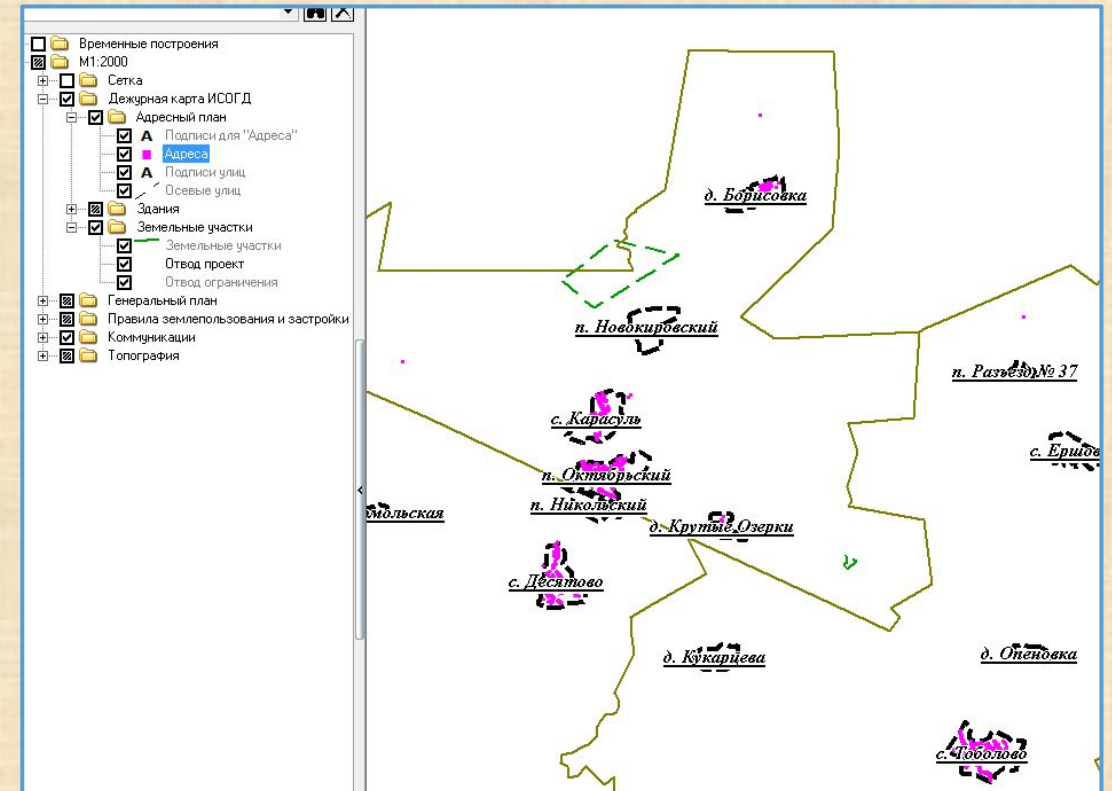 Временные построения
М1:2000
Сетка
Дежурная карта ИСОГД
Адресный план
А Подписи для "Адреса"
Адреса
А Подписи улиц
Осевые улиц
Здания
Земельные участки
Земельные участки
Отвод проект
Отвод ограничения
Генеральный план
Правила землепользования и застройки
Коммуникации
Топография
д. Борисовка
п. Новокировский
п. Разъезд № 37
с. Карасуль
с. Ершов
п. Октябрьский
п. Никольский
мольская
д. Крутые Озерки
с. Десятово
д. Кукарцева
д. Опеновка
с. Тоболово